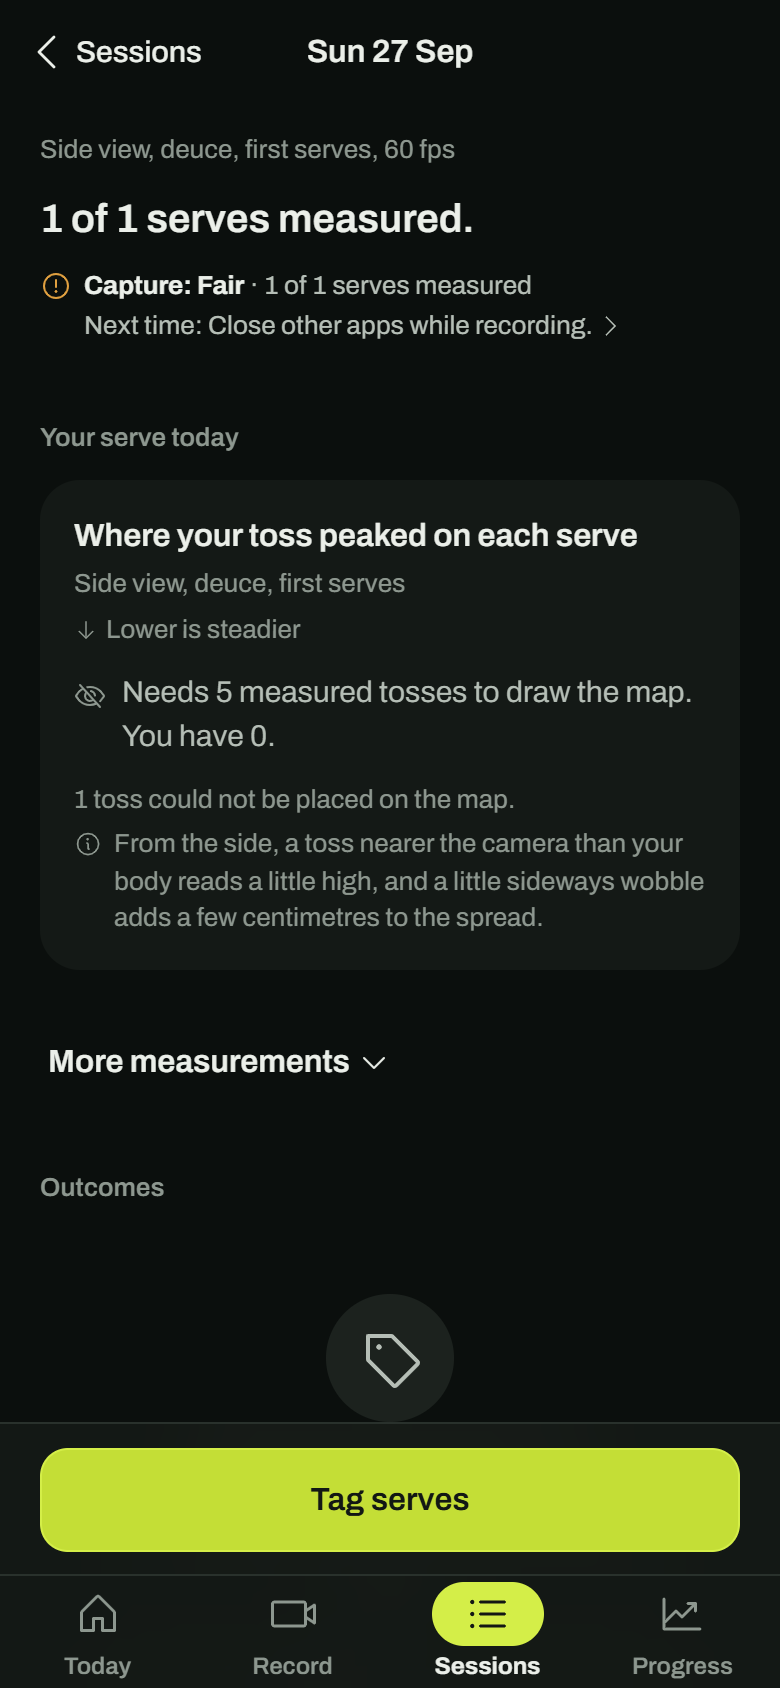 Sessions
Sun 27 Sep
Side view, deuce, first serves, 60 fps
1 of 1 serves measured.
Capture: Fair · 1 of 1 serves measured
Next time: Close other apps while recording.
Your serve today
Where your toss peaked on each serve
Side view, deuce, first serves
↓ Lower is steadier
Needs 5 measured tosses to draw the map.
You have 0.
1 toss could not be placed on the map.
From the side, a toss nearer the camera than your
body reads a little high, and a little sideways wobble
adds a few centimetres to the spread.
More measurements
Outcomes
Tag serves
Today
Record
Sessions
Progress